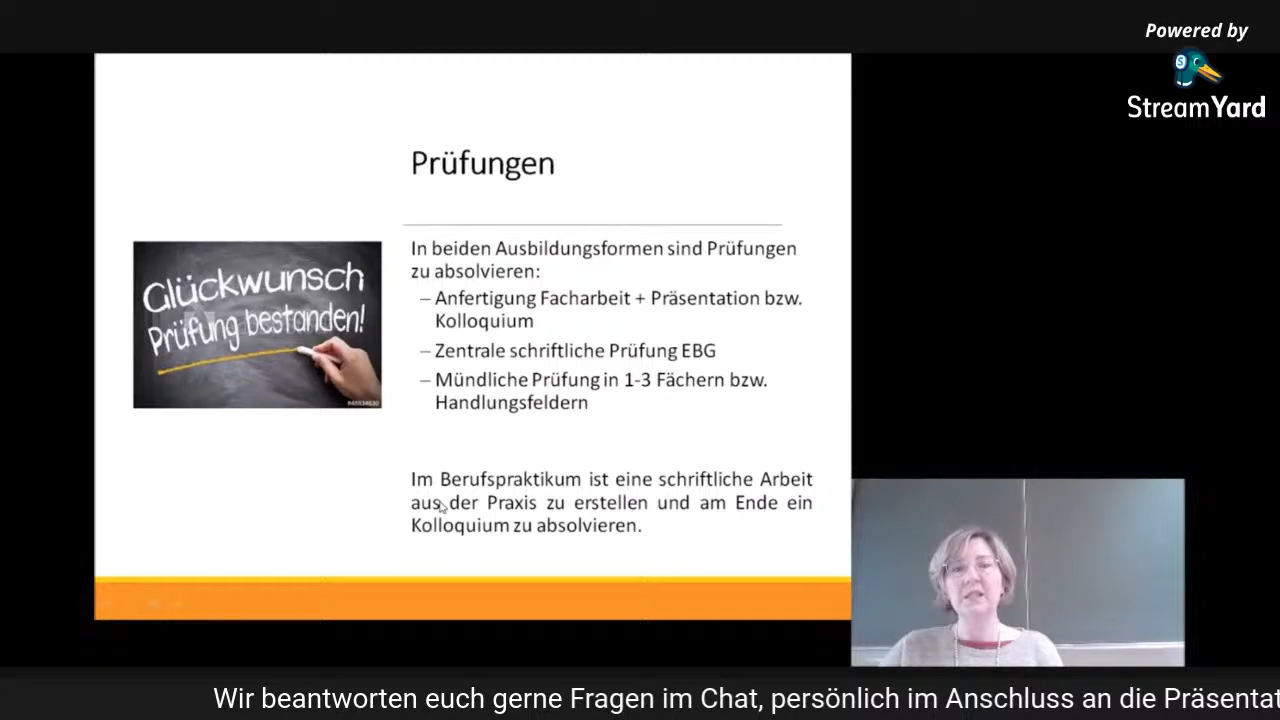 Powered by
StreamYard
Prüfungen
Glückwunsch
Prüfung bestanden!
In beiden Ausbildungsformen sind Prüfungen
zu absolvieren:
– Anfertigung Facharbeit + Präsentation bzw.
Kolloquium
– Zentrale schriftliche Prüfung EBG
– Mündliche Prüfung in 1-3 Fächern bzw.
Handlungsfeldern
Im Berufspraktikum ist eine schriftliche Arbeit
aus der Praxis zu erstellen und am Ende ein
Kolloquium zu absolvieren.
Wir beantworten euch gerne Fragen im Chat, persönlich im Anschluss an die Präsentat